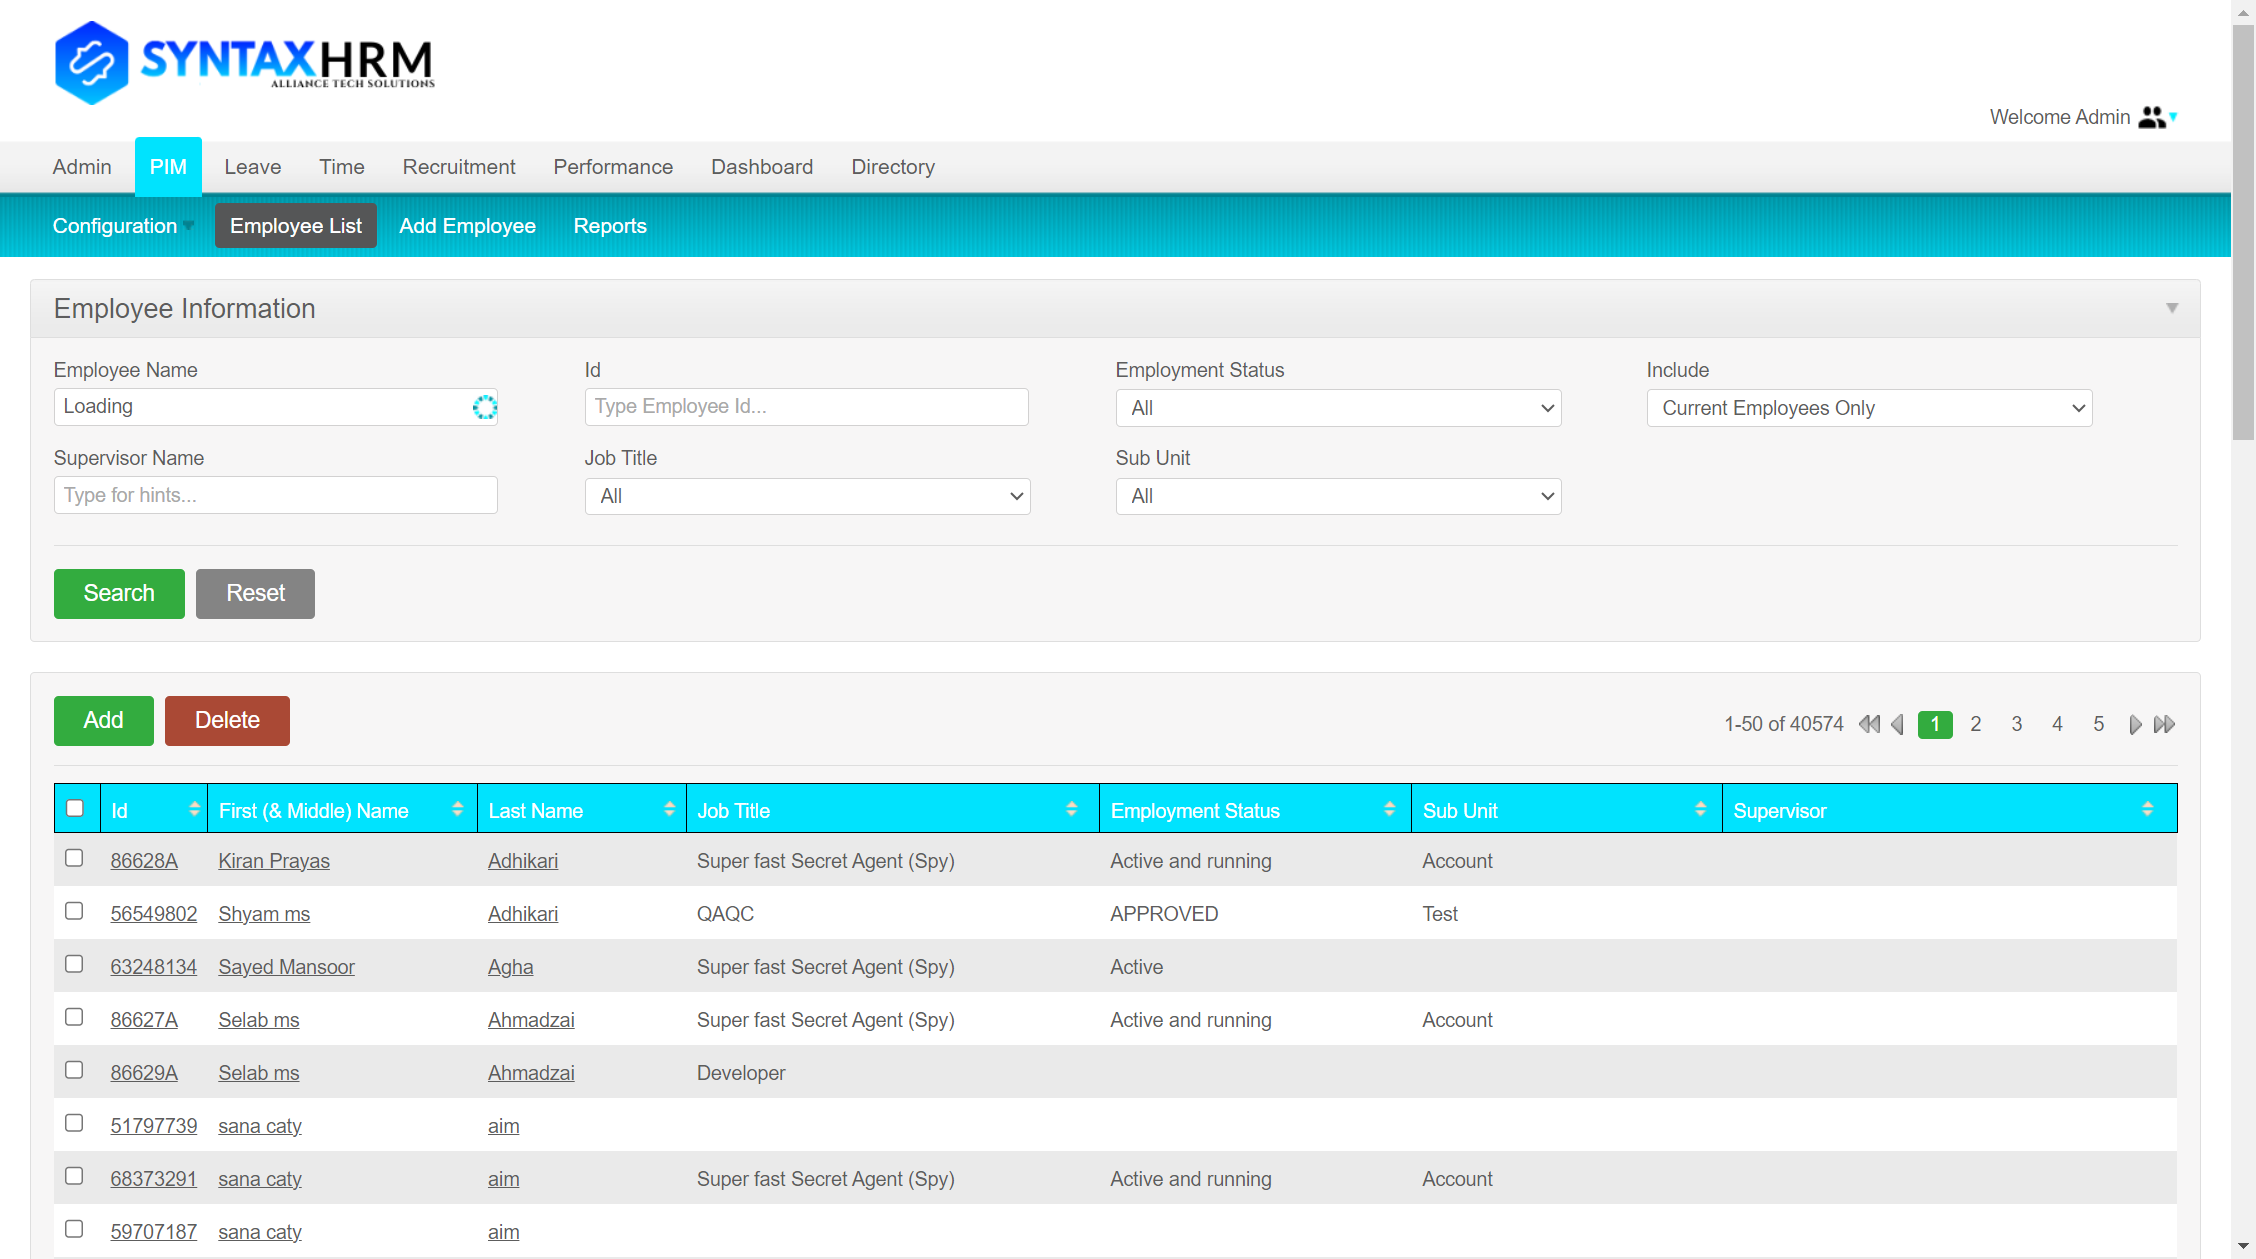 SYNTAXHRM
ALLIANCE TECH SOLUTIONS
Welcome Admin
Admin PIM Leave Time Recruitment Performance Dashboard Directory
Configuration Employee List Add Employee Reports
Employee Information
Employee Name Id Employment Status Include
Loading Type Employee Id... All Current Employees Only
Supervisor Name Job Title Sub Unit
Type for hints... All All
Search Reset
Add Delete 1-50 of 40574 1 2 3 4 5
Id First (& Middle) Name Last Name Job Title Employment Status Sub Unit Supervisor
86628A Kiran Prayas Adhikari Super fast Secret Agent (Spy) Active and running Account
56549802 Shyam ms Adhikari QAQC APPROVED Test
63248134 Sayed Mansoor Agha Super fast Secret Agent (Spy) Active
86627A Selab ms Ahmadzai Super fast Secret Agent (Spy) Active and running Account
86629A Selab ms Ahmadzai Developer
51797739 sana caty aim
68373291 sana caty aim Super fast Secret Agent (Spy) Active and running Account
59707187 sana caty aim